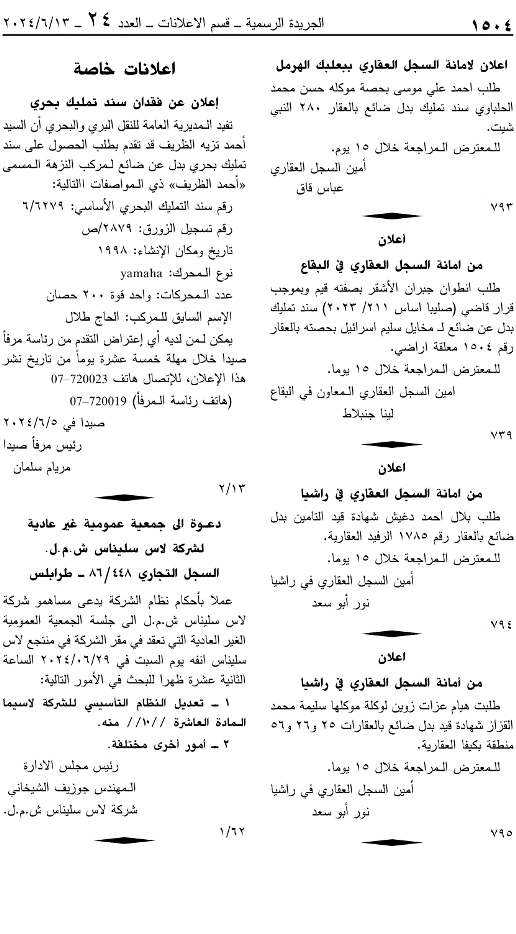 ١٥٠٤
الجريدة الرسمية – قسم الاعلانات – العدد ٢٤ – ٢٠٢٤/٦/١٣
اعلان لامانة السجل العقاري ببعلبك الهرمل
طلب احمد علي موسى بحصة موكله حسن محمد
الحلباوي سند تمليك بدل ضائع بالعقار ٢٨٠ النبي
شيت.
للمعترض المراجعة خلال ١٥ يوم.
أمين السجل العقاري
عباس قاق
٧٩٣
أعلان
من امانة السجل العقاري في البقاع
طلب انطوان جبران الأشقر بصفته قيم وبموجب
قرار قاضي (صليبا اساس ٢١١/ ٢٠٢٣) سند تمليك
بدل عن ضائع لـ مخايل سليم اسرائيل بحصته بالعقار
رقم ١٥٠٤ معلقة اراضي.
للمعترض المراجعة خلال ١٥ يوما.
امين السجل العقاري المعاون في البقاع
لينا جنبلاط
٧٣٩
اعلان
من امانة السجل العقاري في راشيا
طلب بلال احمد دغيش شهادة قيد التامين بدل
ضائع بالعقار رقم ١٧٨٥ الرفيد العقارية.
للمعترض المراجعة خلال ١٥ يوما.
أمين السجل العقاري في راشيا
نور أبو سعد
٧٩٤
اعلان
من أمانة السجل العقاري في راشيا
طلبت هيام عزات زوين لوكلة موكلها سليمة محمد
القزاز شهادة قيد بدل ضائع بالعقارات ٢٥ و٢٦ و٥٦
منطقة بكيفا العقارية.
للمعترض المراجعة خلال ١٥ يوما.
أمين السجل العقاري في راشيا
نور أبو سعد
٧٩٥
اعلانات خاصة
إعلان عن فقدان سند تمليك بحري
تفيد المديرية العامة للنقل البري والبحري أن السيد
أحمد نزيه الظريف قد تقدم بطلب الحصول على سند
تمليك بحري بدل عن ضائع لمركب النزهة المسمى
«أحمد الظريف» ذي المواصفات االتالية:
رقم سند التمليك البحري الأساسي: ٦/٦٢٧٩
رقم تسجيل الزورق: ٢٨٧٩/ص
تاريخ ومكان الإنشاء: ١٩٩٨
نوع المحرك: yamaha
عدد المحركات: واحد قوة ٢٠٠ حصان
الإسم السابق للمركب: الحاج طلال
يمكن لمن لديه أي إعتراض التقدم من رئاسة مرفأ
صيدا خلال مهلة خمسة عشرة يوماً من تاريخ نشر
هذا الإعلان، للإتصال هاتف 720023–07
(هاتف رئاسة المرفأ) 720019–07
صيدا في ٢٠٢٤/٦/٥
رئيس مرفأ صيدا
مريام سلمان
٢/١٣
دعوة الى جمعية عمومية غير عادية
لشركة لاس سليناس ش.م.ل.
السجل التجاري ٨٦/٤٤٨ – طرابلس
عملا بأحكام نظام الشركة يدعى مساهمو شركة
لاس سليناس ش.م.ل الى جلسة الجمعية العمومية
الغير العادية التي تعقد في مقر الشركة في منتجع لاس
سليناس انفه يوم السبت في ٢٠٢٤/٠٦/٢٩ الساعة
الثانية عشرة ظهرا للبحث في الأمور التالية:
١ – تعديل النظام التأسيسي للشركة لاسيما
المادة العاشرة //١٠// منه.
٢ – أمور أخرى مختلفة.
رئيس مجلس الادارة
المهندس جوزيف الشيخاني
شركة لاس سليناس ش.م.ل.
١/٦٢